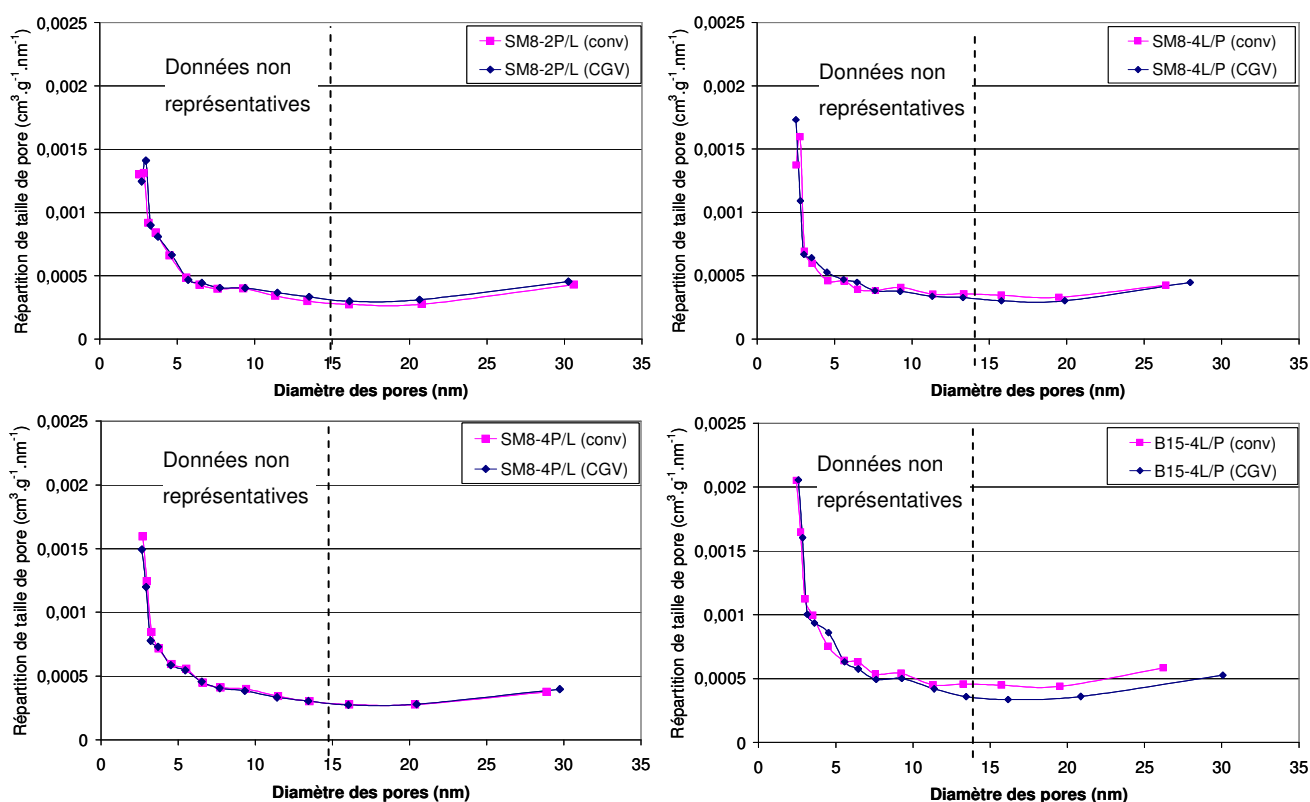 Répartition de taille de pore (cm³.g⁻¹.nm⁻¹)
0,0025
0,002
0,0015
0,001
0,0005
0
SM8-2P/L (conv)
SM8-2P/L (CGV)
Données non
représentatives
0 5 10 15 20 25 30 35
Diamètre des pores (nm)
Répartition de taille de pore (cm³.g⁻¹.nm⁻¹)
0,0025
0,002
0,0015
0,001
0,0005
0
SM8-4L/P (conv)
SM8-4L/P (CGV)
Données non
représentatives
0 5 10 15 20 25 30 35
Diamètre des pores (nm)
Répartition de taille de pore (cm³.g⁻¹.nm⁻¹)
0,0025
0,002
0,0015
0,001
0,0005
0
SM8-4P/L (conv)
SM8-4P/L (CGV)
Données non
représentatives
0 5 10 15 20 25 30 35
Diamètre des pores (nm)
Répartition de taille de pore (cm³.g⁻¹.nm⁻¹)
0,0025
0,002
0,0015
0,001
0,0005
0
B15-4L/P (conv)
B15-4L/P (CGV)
Données non
représentatives
0 5 10 15 20 25 30 35
Diamètre des pores (nm)